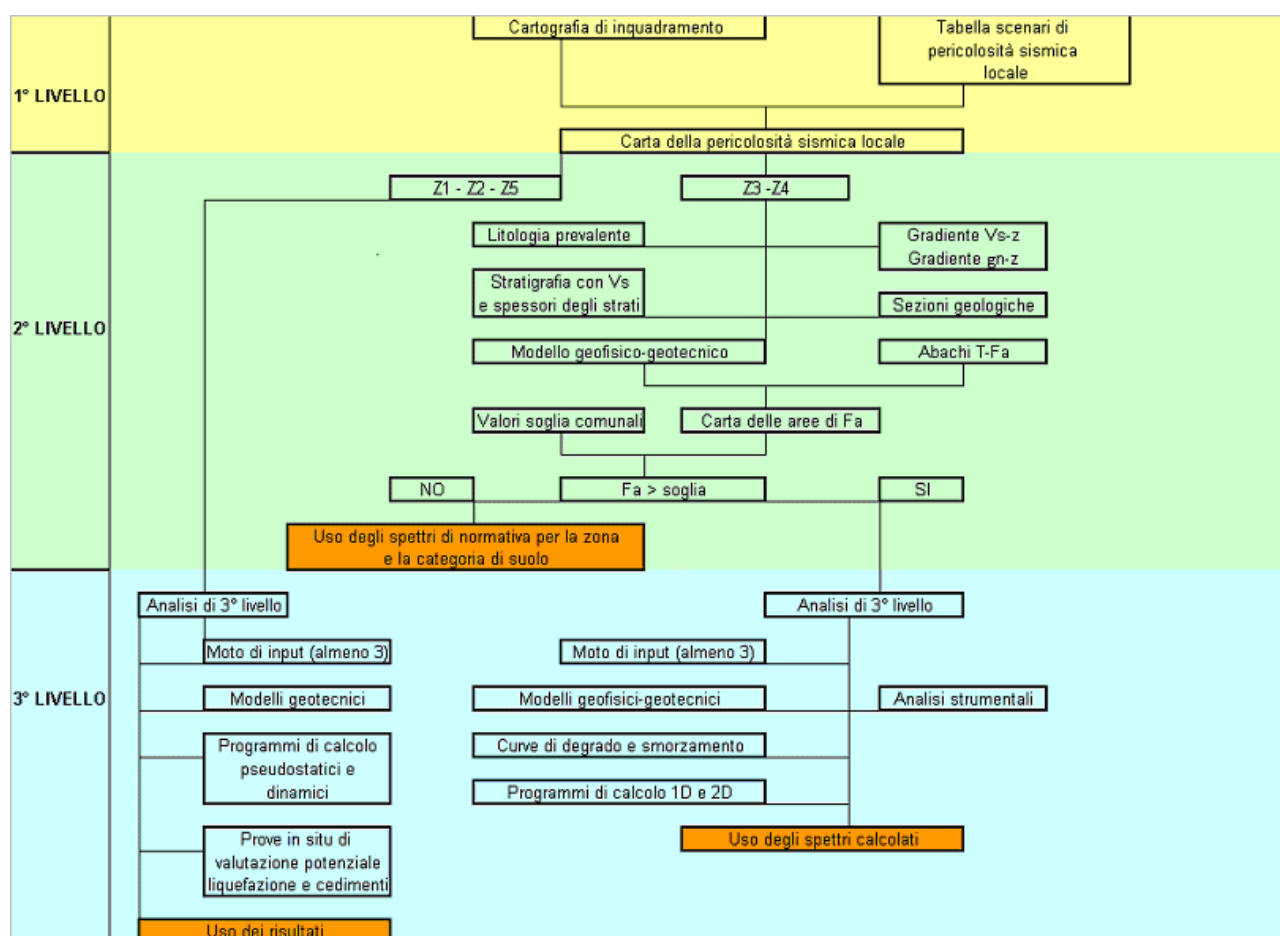 Cartografia di inquadramento
Tabella scenari di
pericolosità sismica
locale
1° LIVELLO
Carta della pericolosità sismica locale
Z1 - Z2 - Z5
Z3 -Z4
Litologia prevalente
Gradiente Vs-z
Gradiente gn-z
Stratigrafia con Vs
e spessori degli strati
Sezioni geologiche
2° LIVELLO
Modello geofisico-geotecnico
Abachi T-Fa
Valori soglia comunali
Carta delle aree di Fa
NO
Fa > soglia
SI
Uso degli spettri di normativa per la zona
e la categoria di suolo
Analisi di 3° livello
Analisi di 3° livello
Moto di input (almeno 3)
Moto di input (almeno 3)
3° LIVELLO
Modelli geotecnici
Modelli geofisici-geotecnici
Analisi strumentali
Programmi di calcolo
pseudostatici e
dinamici
Curve di degrado e smorzamento
Programmi di calcolo 1D e 2D
Prove in situ di
valutazione potenziale
liquefazione e cedimenti
Uso degli spettri calcolati
Uso dei risultati